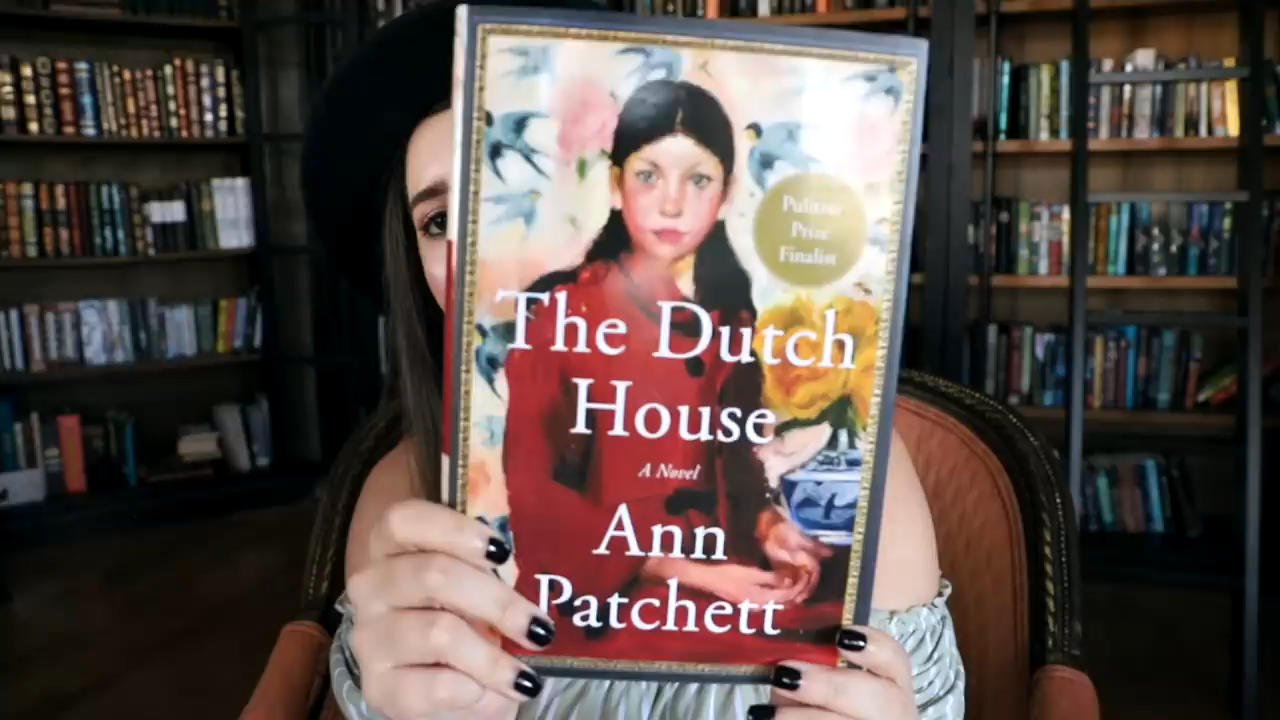 Pulitzer
Prize
Finalist
The Dutch
House
A Novel
Ann
Patchett